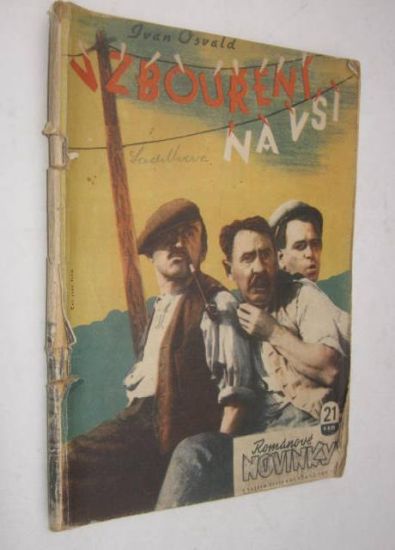 Ivan Osvald
VZBOUŘENÍ
NA VSI
21
Románové
NOVINKY